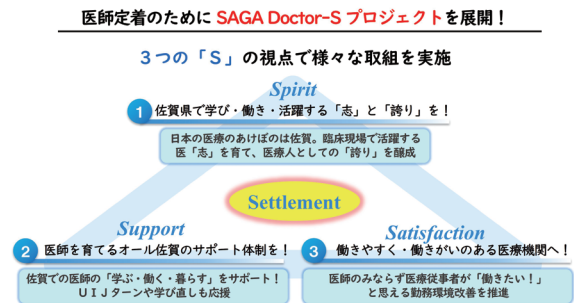 医師定着のために SAGA Doctor-S プロジェクトを展開！
３つの「Ｓ」の視点で様々な取組を実施
Spirit
1 佐賀県で学び・働き・活躍する「志」と「誇り」を！
日本の医療のあけぼのは佐賀。臨床現場で活躍する
医「志」を育て、医療人としての「誇り」を醸成
Settlement
Support
2 医師を育てるオール佐賀のサポート体制を！
佐賀での医師の「学ぶ・働く・暮らす」をサポート！
ＵＩＪターンや学び直しも応援
Satisfaction
3 働きやすく・働きがいのある医療機関へ！
医師のみならず医療従事者が「働きたい！」
と思える勤務環境改善を推進